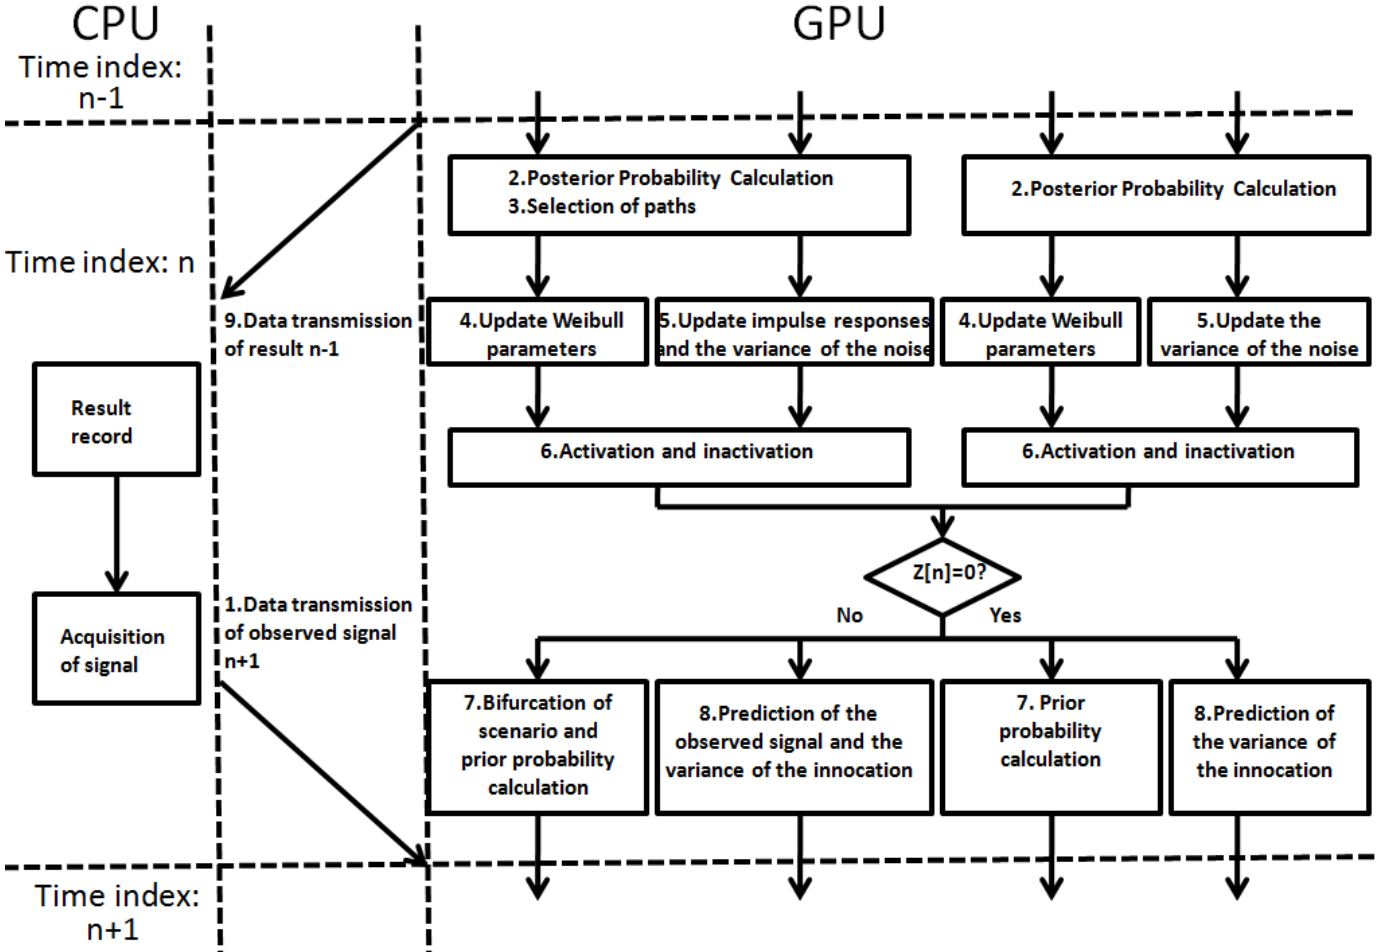 CPU
GPU
Time index:
n-1
2.Posterior Probability Calculation
3.Selection of paths
2.Posterior Probability Calculation
Time index: n
9.Data transmission
of result n-1
4.Update Weibull
parameters
5.Update impulse responses
and the variance of the noise
4.Update Weibull
parameters
5.Update the
variance of the noise
Result
record
6.Activation and inactivation
6.Activation and inactivation
Z[n]=0?
No
Yes
1.Data transmission
of observed signal
n+1
Acquisition
of signal
7.Bifurcation of
scenario and
prior probability
calculation
8.Prediction of the
observed signal and the
variance of the innocation
7. Prior
probability
calculation
8.Prediction of
the variance of
the innocation
Time index:
n+1